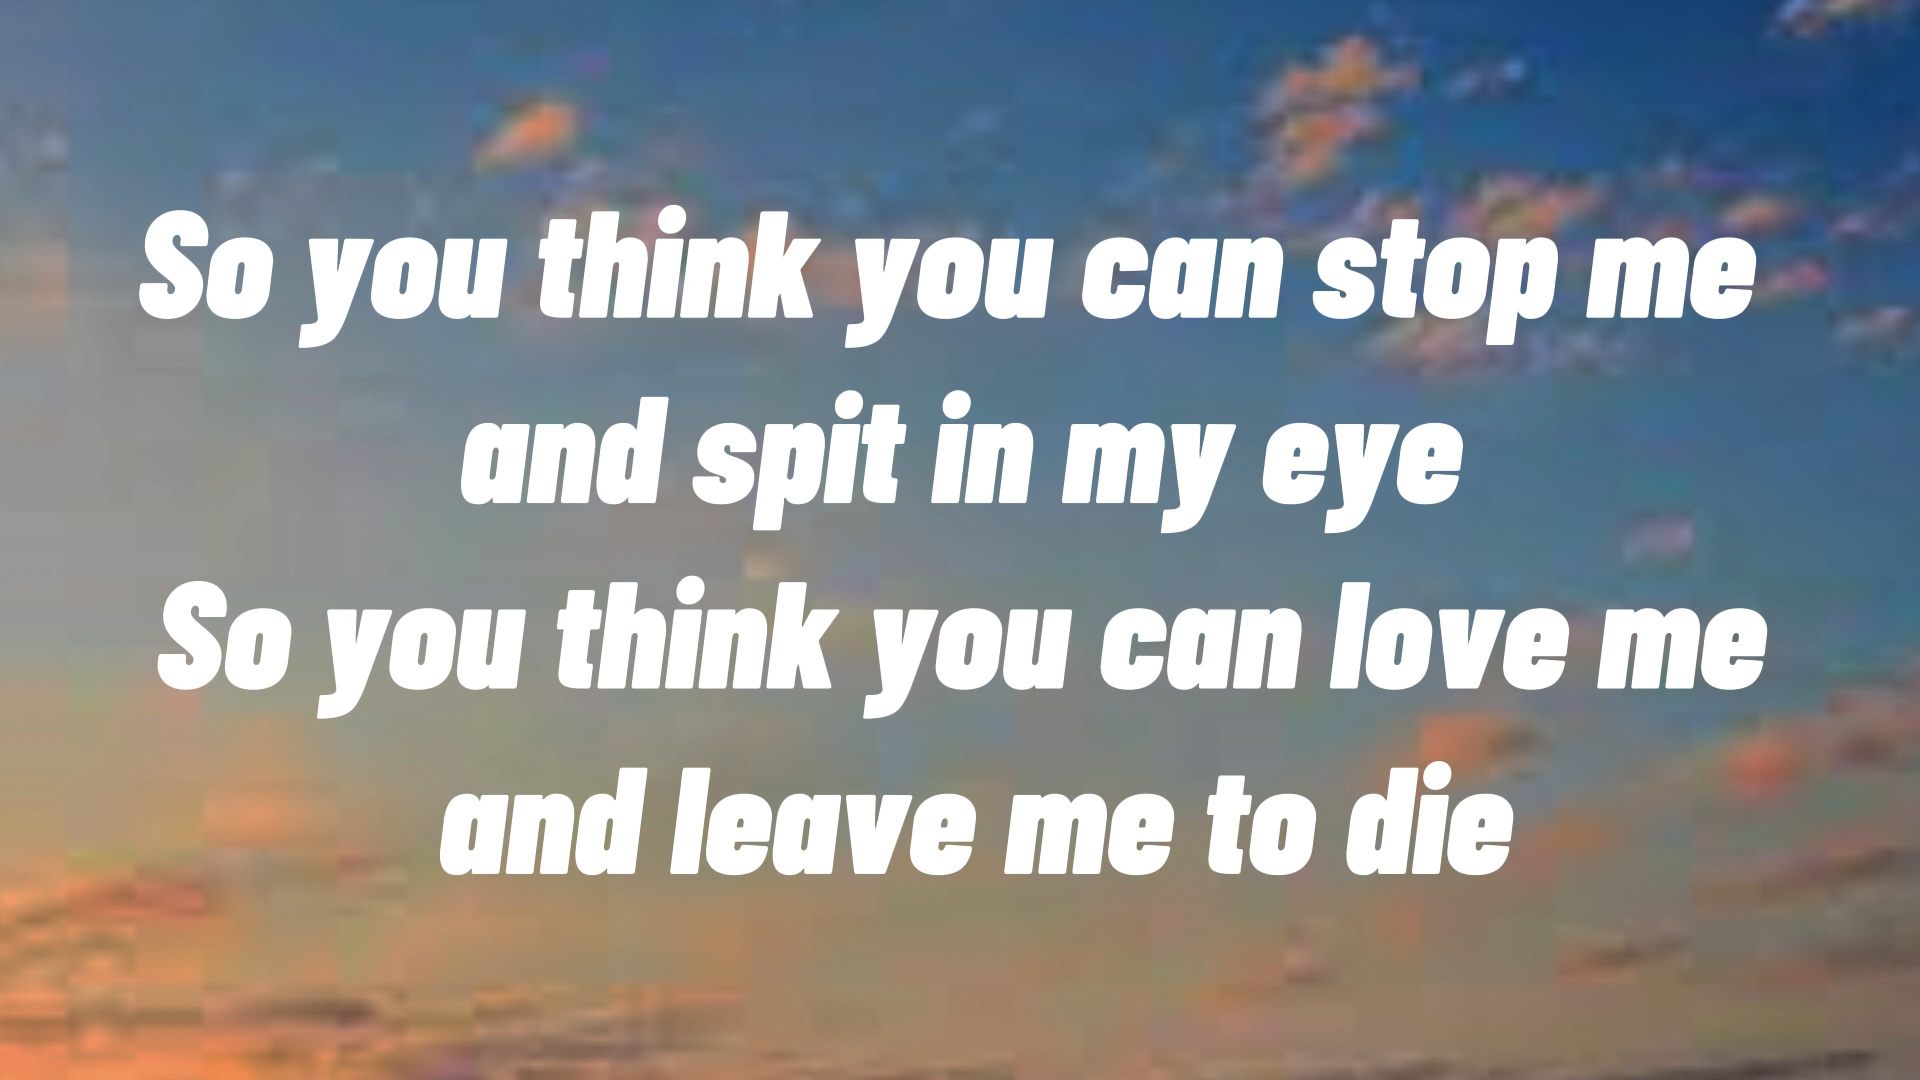 So you think you can stop me
and spit in my eye
So you think you can love me
and leave me to die